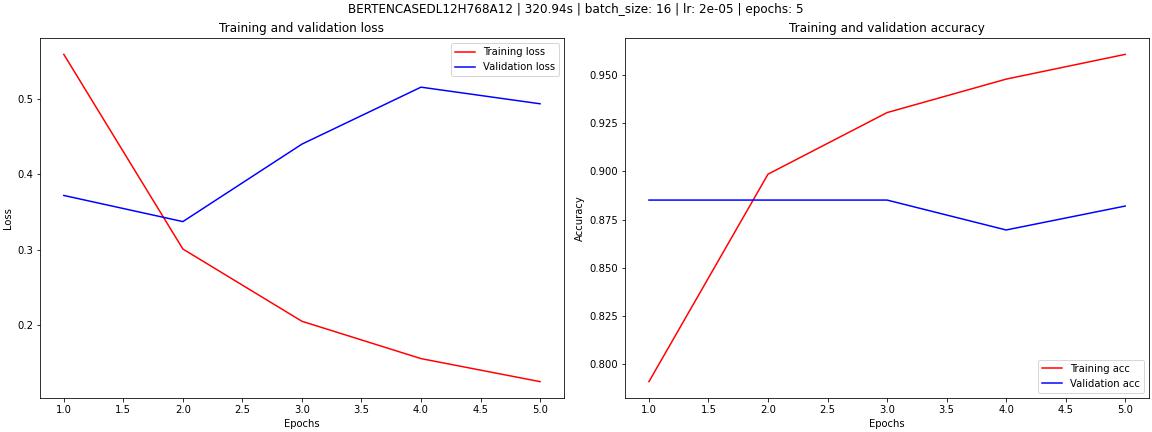 BERTENCASEDL12H768A12 | 320.94s | batch_size: 16 | lr: 2e-05 | epochs: 5
Training and validation loss
Training loss
Validation loss
0.5
0.4
0.3
0.2
Loss
1.0 1.5 2.0 2.5 3.0 3.5 4.0 4.5 5.0
Epochs
Training and validation accuracy
0.950
0.925
0.900
0.875
0.850
0.825
0.800
Accuracy
Training acc
Validation acc
1.0 1.5 2.0 2.5 3.0 3.5 4.0 4.5 5.0
Epochs